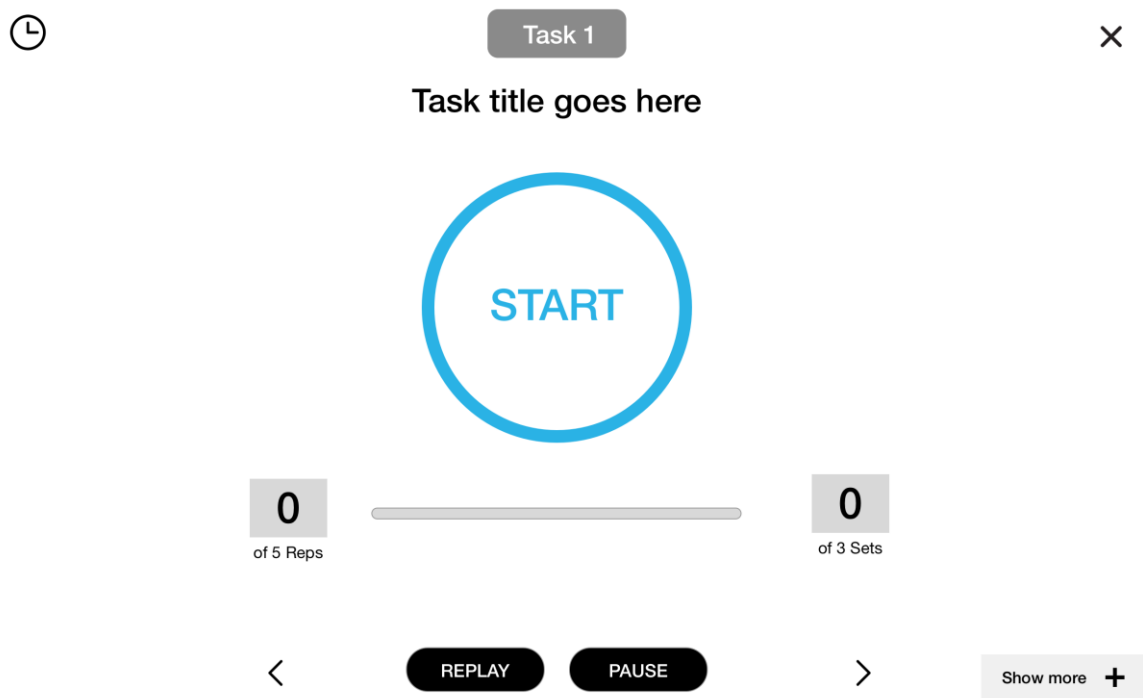 Task 1
Task title goes here
START
0
of 5 Reps
0
of 3 Sets
REPLAY
PAUSE
Show more